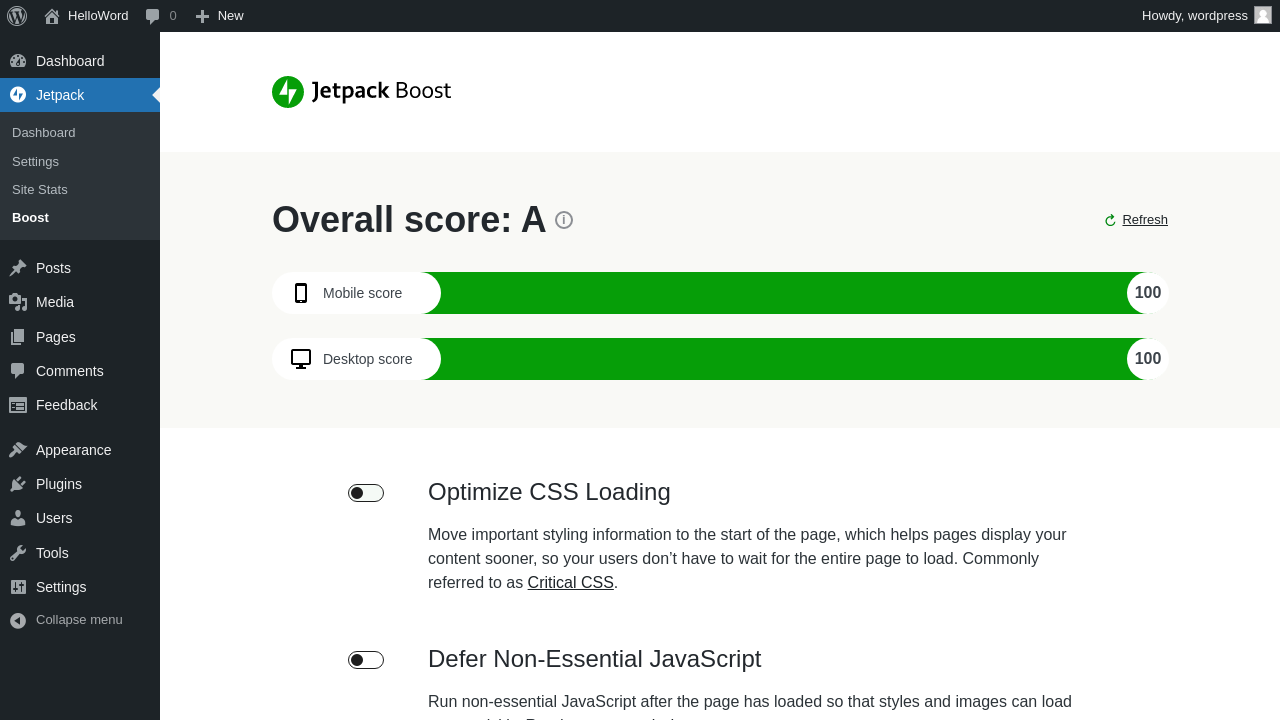 HelloWord
0
New
Howdy, wordpress
Dashboard
Jetpack
Dashboard
Settings
Site Stats
Boost
Posts
Media
Pages
Comments
Feedback
Appearance
Plugins
Users
Tools
Settings
Collapse menu
Jetpack Boost
Overall score: A
Refresh
Mobile score
100
Desktop score
100
Optimize CSS Loading
Move important styling information to the start of the page, which helps pages display your
content sooner, so your users don’t have to wait for the entire page to load. Commonly
referred to as Critical CSS.
Defer Non-Essential JavaScript
Run non-essential JavaScript after the page has loaded so that styles and images can load